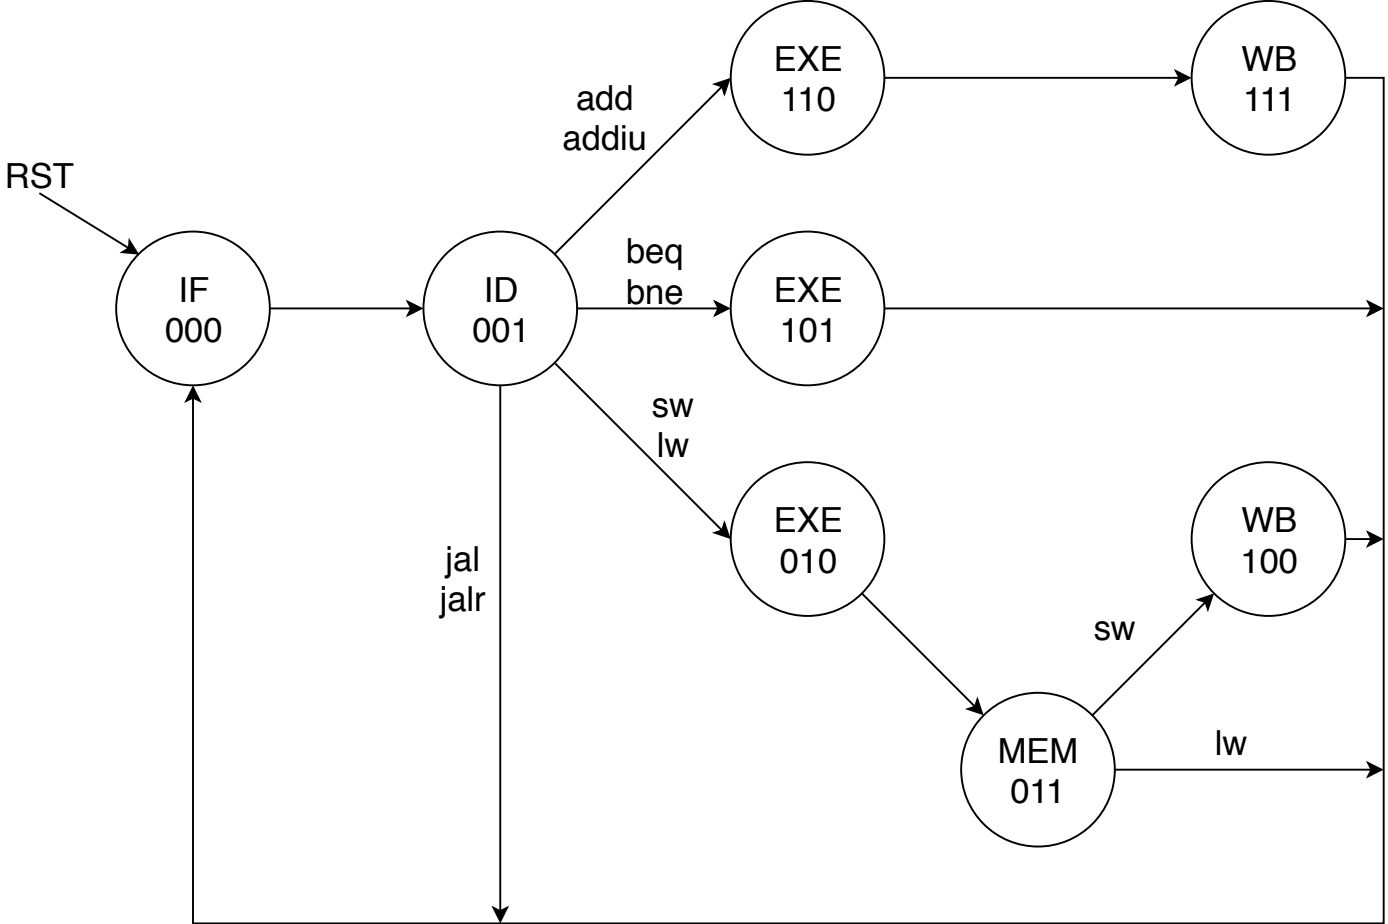 EXE
110
WB
111
add
addiu
RST
IF
000
ID
001
beq
bne
EXE
101
sw
lw
EXE
010
WB
100
jal
jalr
sw
MEM
011
lw